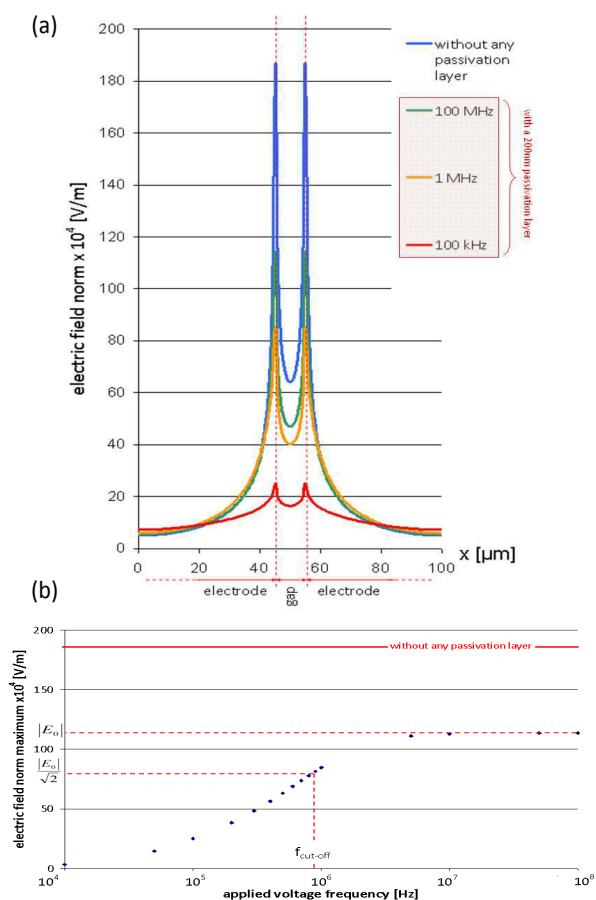 (a)
electric field norm x 10⁴ [V/m]
200
180
160
140
120
100
80
60
40
20
0
0
20
40
60
80
100
x [µm]
electrode
gap
electrode
without any
passivation
layer
100 MHz
1 MHz
100 kHz
with a 200nm passivation layer
(b)
electric field norm maximum x10⁴ [V/m]
200
150
100
50
0
|E₀|
|E₀|
√2
without any passivation layer
f cut-off
10⁴
10⁵
10⁶
10⁷
10⁸
applied voltage frequency [Hz]